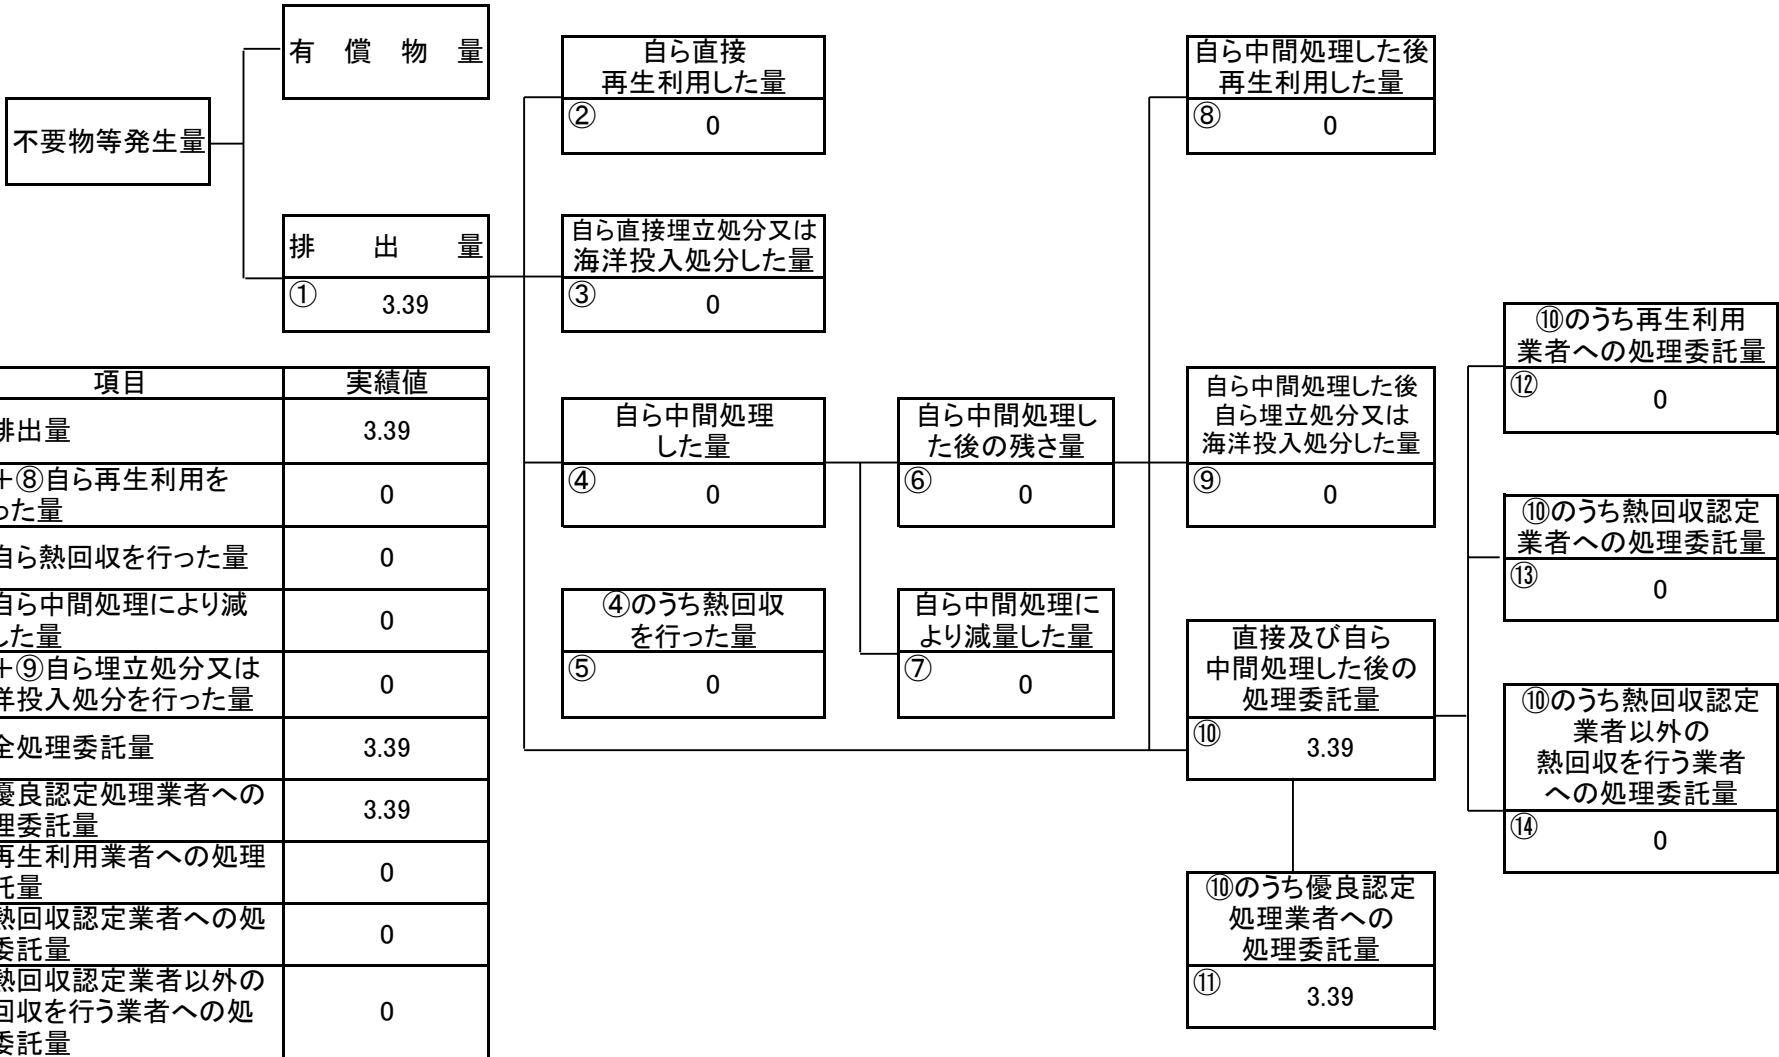 有 償 物 量
不要物等発生量
排 出 量
① 3.39
自ら直接
再生利用した量
② 0
自ら直接埋立処分又は
海洋投入処分した量
③ 0
自ら中間処理
した量
④ 0
④のうち熱回収
を行った量
⑤ 0
自ら中間処理し
た後の残さ量
⑥ 0
自ら中間処理に
より減量した量
⑦ 0
自ら中間処理した後
再生利用した量
⑧ 0
自ら中間処理した後
自ら埋立処分又は
海洋投入処分した量
⑨ 0
直接及び自ら
中間処理した後の
処理委託量
⑩ 3.39
⑩のうち優良認定
処理業者への
処理委託量
⑪ 3.39
⑩のうち再生利用
業者への処理委託量
⑫ 0
⑩のうち熱回収認定
業者への処理委託量
⑬ 0
⑩のうち熱回収認定
業者以外の
熱回収を行う業者
への処理委託量
⑭ 0
項目 実績値
排出量 3.39
+⑧自ら再生利用を
った量 0
自ら熱回収を行った量 0
自ら中間処理により減
した量 0
+⑨自ら埋立処分又は
洋投入処分を行った量 0
全処理委託量 3.39
優良認定処理業者への
理委託量 3.39
再生利用業者への処理
託量 0
熱回収認定業者への処
委託量 0
熱回収認定業者以外の
回収を行う業者への処
委託量 0